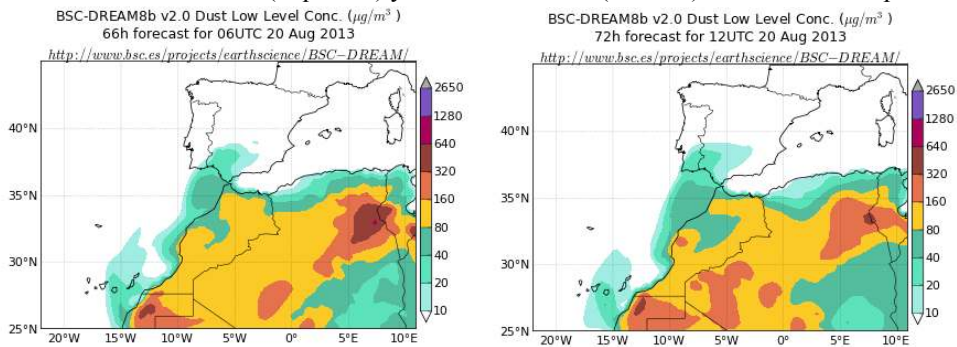 BSC-DREAM8b v2.0 Dust Low Level Conc. (μg/m³)
66h forecast for 06UTC 20 Aug 2013
http://www.bsc.es/projects/earthscience/BSC-DREAM/
40°N
35°N
30°N
25°N
20°W
15°W
10°W
5°W
0°E
5°E
10°E
2650
1280
640
320
160
80
40
20
10
BSC-DREAM8b v2.0 Dust Low Level Conc. (μg/m³)
72h forecast for 12UTC 20 Aug 2013
http://www.bsc.es/projects/earthscience/BSC-DREAM/
40°N
35°N
30°N
25°N
20°W
15°W
10°W
5°W
0°E
5°E
10°E
2650
1280
640
320
160
80
40
20
10